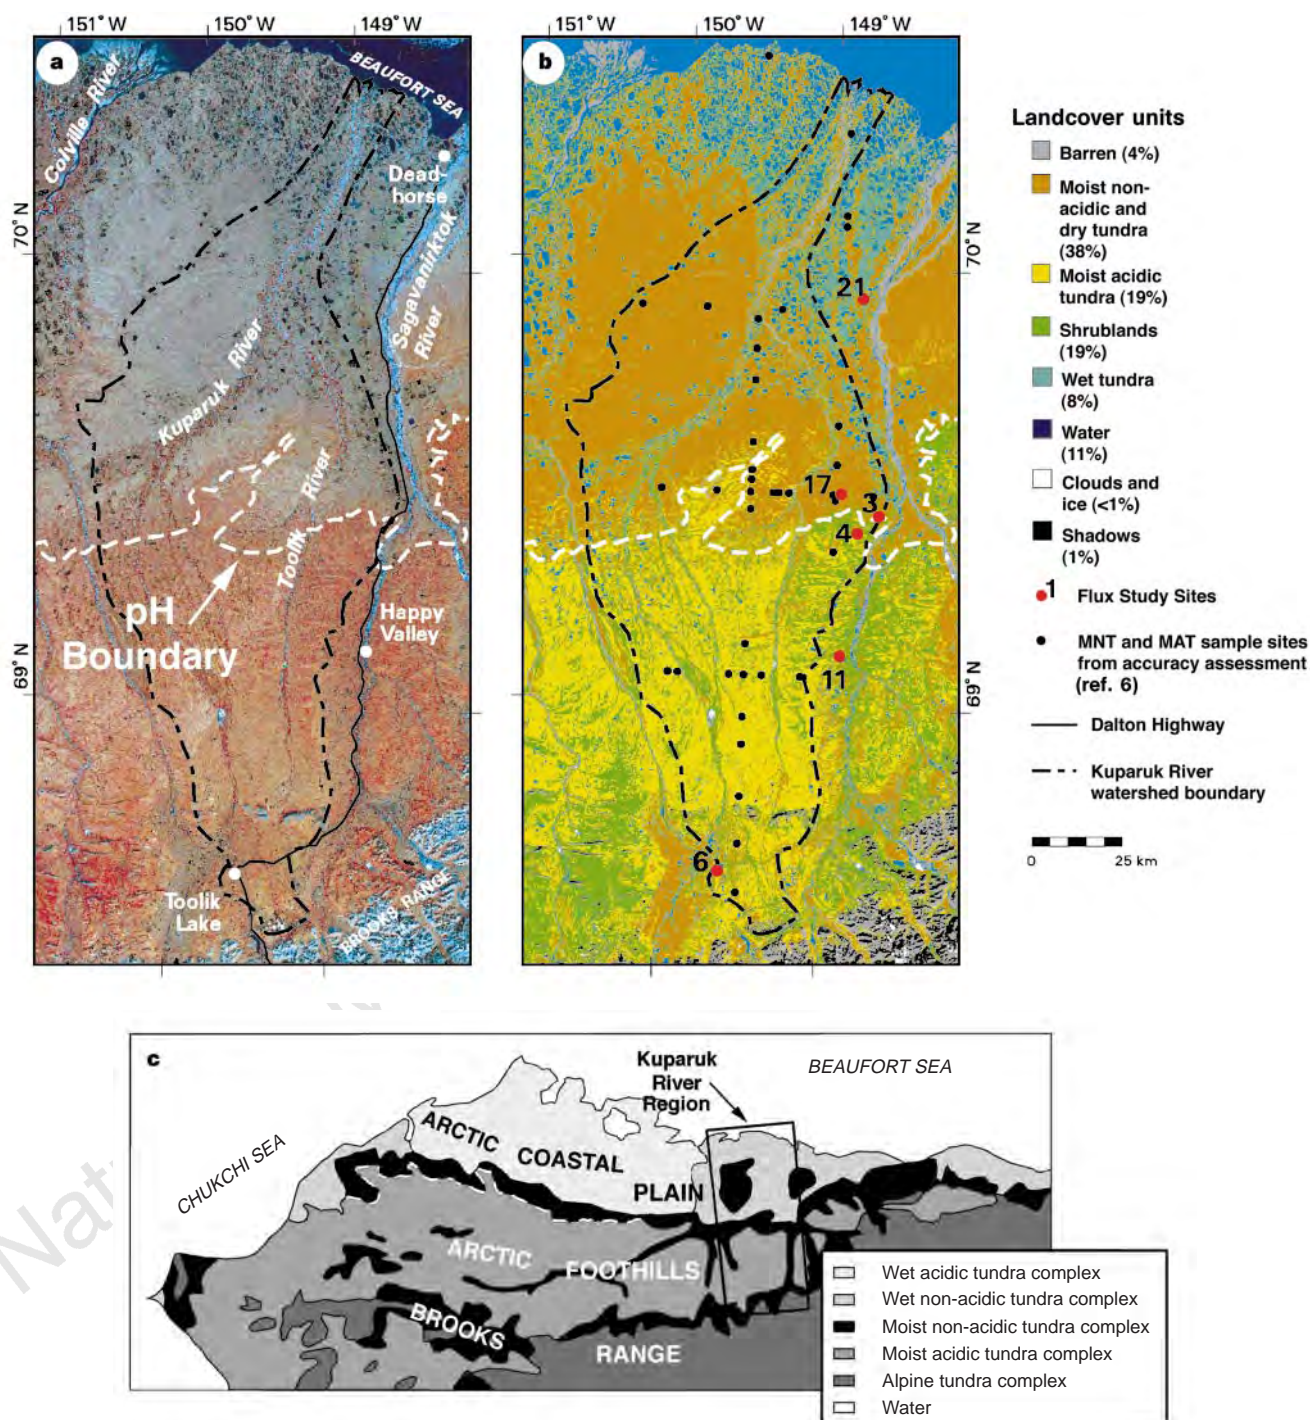 151° W
150° W
149° W
a
BEAUFORT SEA
Colville River
Dead-
horse
70° N
Sagavanirktok
River
Kuparuk River
Toolik River
pH
Boundary
Happy
Valley
69° N
Toolik
Lake
BROOKS RANGE
151° W
150° W
149° W
b
70° N
21
17
3
4
11
69° N
6
Landcover units
Barren (4%)
Moist non-
acidic and
dry tundra
(38%)
Moist acidic
tundra (19%)
Shrublands
(19%)
Wet tundra
(8%)
Water
(11%)
Clouds and
ice (<1%)
Shadows
(1%)
1
Flux Study Sites
MNT and MAT sample sites
from accuracy assessment
(ref. 6)
Dalton Highway
Kuparuk River
watershed boundary
0 25 km
c
Kuparuk
River
Region
BEAUFORT SEA
CHUKCHI SEA
ARCTIC COASTAL PLAIN
ARCTIC FOOTHILLS
BROOKS RANGE
Wet acidic tundra complex
Wet non-acidic tundra complex
Moist non-acidic tundra complex
Moist acidic tundra complex
Alpine tundra complex
Water